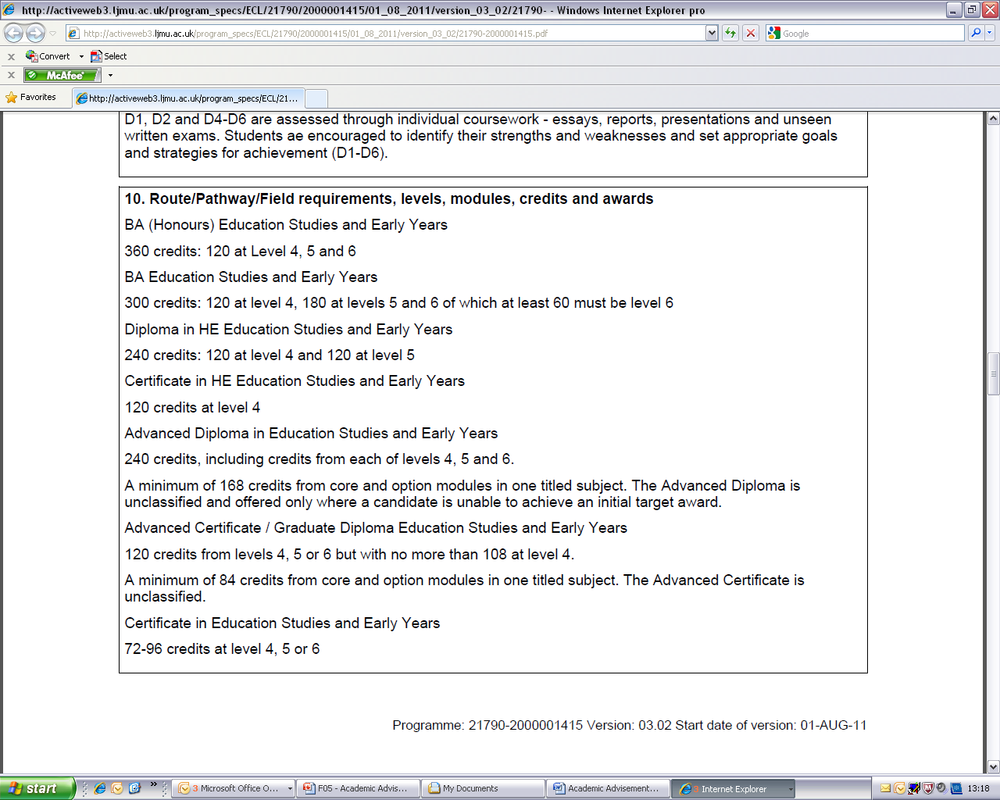 http://activeweb3.ljmu.ac.uk/program_specs/ECL/21790/2000001415/01_08_2011/version_03_02/21790- - Windows Internet Explorer pro
http://activeweb3.ljmu.ac.uk/program_specs/ECL/21790/2000001415/01_08_2011/version_03_02/21790-2000001415.pdf
Google
x Convert Select
x McAfee
Favorites http://activeweb3.ljmu.ac.uk/program_specs/ECL/21...
D1, D2 and D4-D6 are assessed through individual coursework - essays, reports, presentations and unseen
written exams. Students ae encouraged to identify their strengths and weaknesses and set appropriate goals
and strategies for achievement (D1-D6).
10. Route/Pathway/Field requirements, levels, modules, credits and awards
BA (Honours) Education Studies and Early Years
360 credits: 120 at Level 4, 5 and 6
BA Education Studies and Early Years
300 credits: 120 at level 4, 180 at levels 5 and 6 of which at least 60 must be level 6
Diploma in HE Education Studies and Early Years
240 credits: 120 at level 4 and 120 at level 5
Certificate in HE Education Studies and Early Years
120 credits at level 4
Advanced Diploma in Education Studies and Early Years
240 credits, including credits from each of levels 4, 5 and 6.
A minimum of 168 credits from core and option modules in one titled subject. The Advanced Diploma is
unclassified and offered only where a candidate is unable to achieve an initial target award.
Advanced Certificate / Graduate Diploma Education Studies and Early Years
120 credits from levels 4, 5 or 6 but with no more than 108 at level 4.
A minimum of 84 credits from core and option modules in one titled subject. The Advanced Certificate is
unclassified.
Certificate in Education Studies and Early Years
72-96 credits at level 4, 5 or 6
Programme: 21790-2000001415 Version: 03.02 Start date of version: 01-AUG-11
start » 3 Microsoft Office O... F05 - Academic Advis... My Documents Academic Advisement... 3 Internet Explorer 13:18